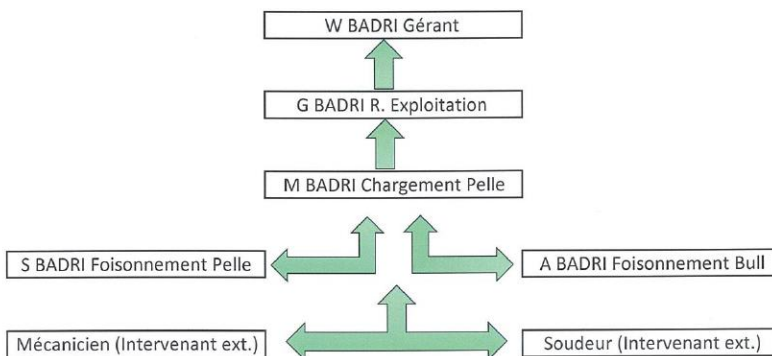 W BADRI Gérant
G BADRI R. Exploitation
M BADRI Chargement Pelle
S BADRI Foisonnement Pelle
A BADRI Foisonnement Bull
Mécanicien (Intervenant ext.)
Soudeur (Intervenant ext.)